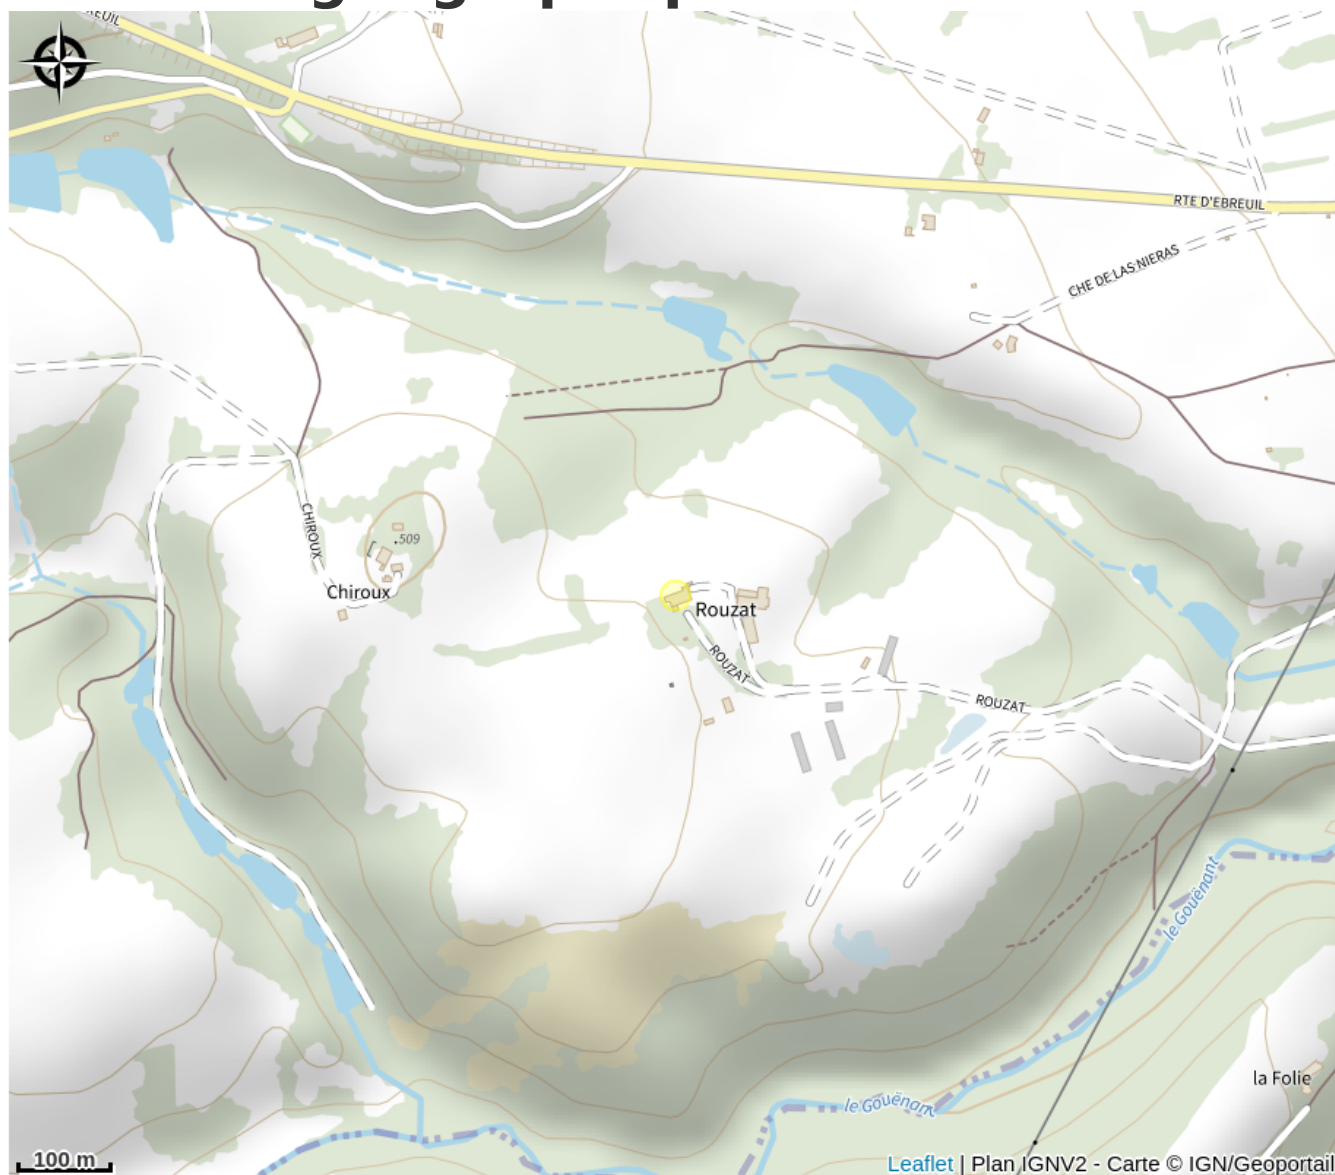 RTE D'EBREUIL
CHE DE LAS NIERAS
CHIROUX
.509
Chiroux
Rouzat
ROUZAT
ROUZAT
le Gouënant
la Folie
le Gouënant
100 m
Leaflet | Plan IGNV2 - Carte © IGN/Geoportail